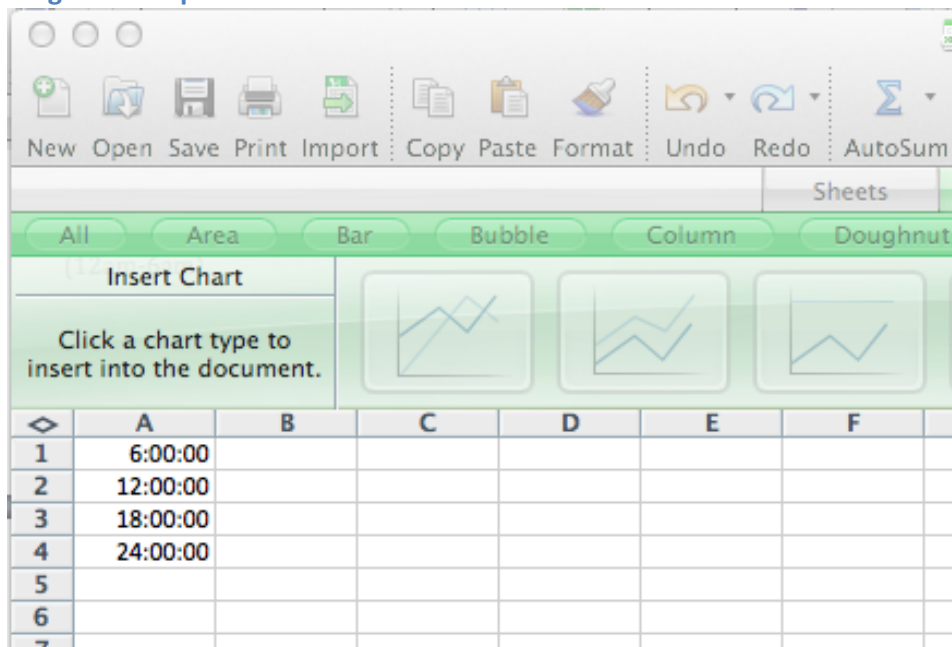 New Open Save Print Import Copy Paste Format Undo Redo AutoSum
Sheets
All Area Bar Bubble Column Doughnut
(12am-6am)
Insert Chart
Click a chart type to
insert into the document.
A B C D E F
1 6:00:00
2 12:00:00
3 18:00:00
4 24:00:00
5
6